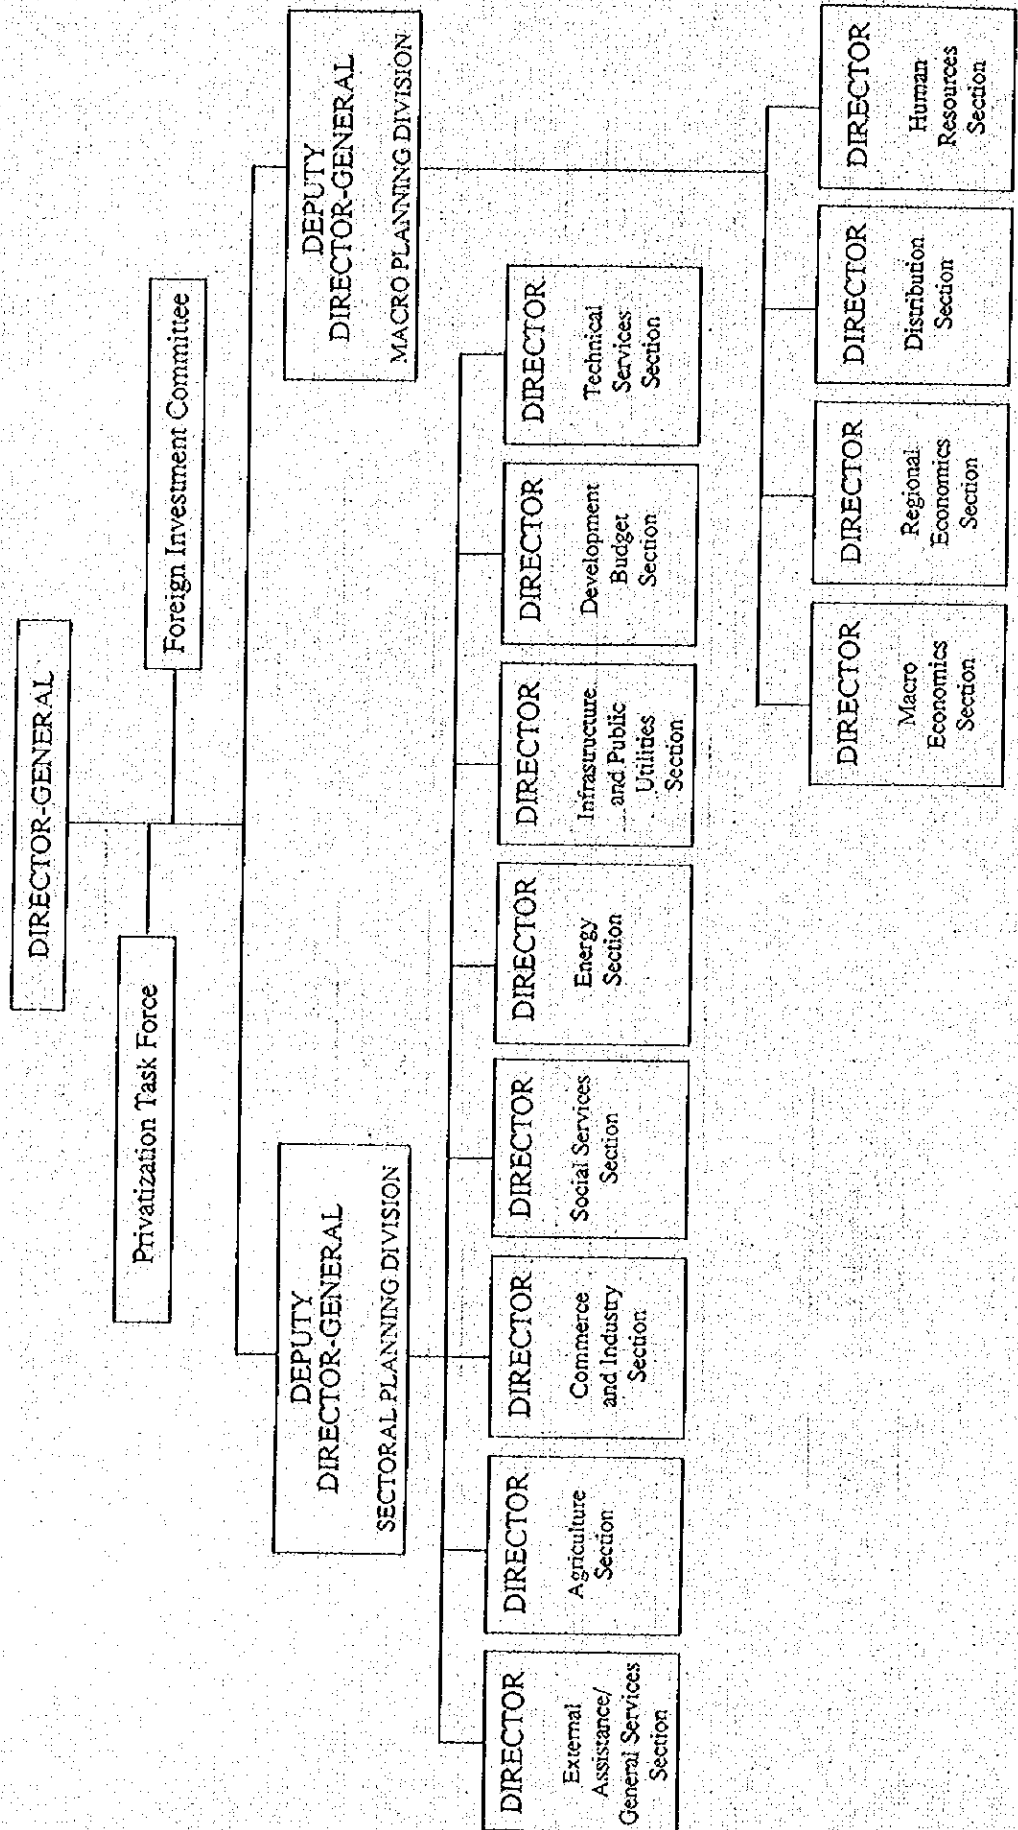 DIRECTOR-GENERAL
Privatization Task Force
Foreign Investment Committee
DEPUTY
DIRECTOR-GENERAL
SECTORAL PLANNING DIVISION
DEPUTY
DIRECTOR-GENERAL
MACRO PLANNING DIVISION
DIRECTOR
External
Assistance/
General Services
Section
DIRECTOR
Agriculture
Section
DIRECTOR
Commerce
and Industry
Section
DIRECTOR
Social Services
Section
DIRECTOR
Energy
Section
DIRECTOR
Infrastructure
and Public
Utilities
Section
DIRECTOR
Development
Budget
Section
DIRECTOR
Technical
Services
Section
DIRECTOR
Macro
Economics
Section
DIRECTOR
Regional
Economics
Section
DIRECTOR
Distribution
Section
DIRECTOR
Human
Resources
Section